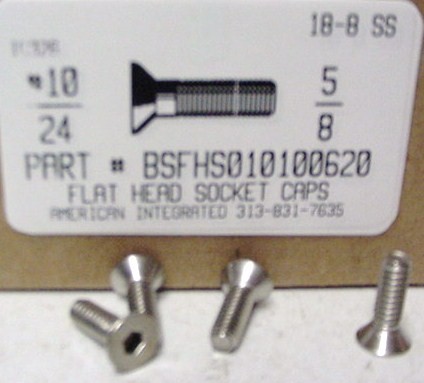 18-8 SS
#10 5
24 8
PART # BSFHS010100620
FLAT HEAD SOCKET CAPS
AMERICAN INTEGRATED 313-831-7635